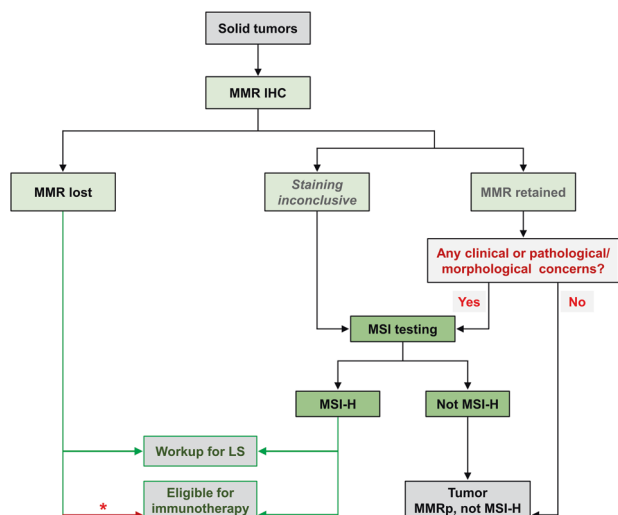 Solid tumors
MMR IHC
MMR lost
Staining
inconclusive
MMR retained
Any clinical or pathological/
morphological concerns?
Yes
No
MSI testing
MSI-H
Not MSI-H
Workup for LS
*
Eligible for
immunotherapy
Tumor
MMRp, not MSI-H